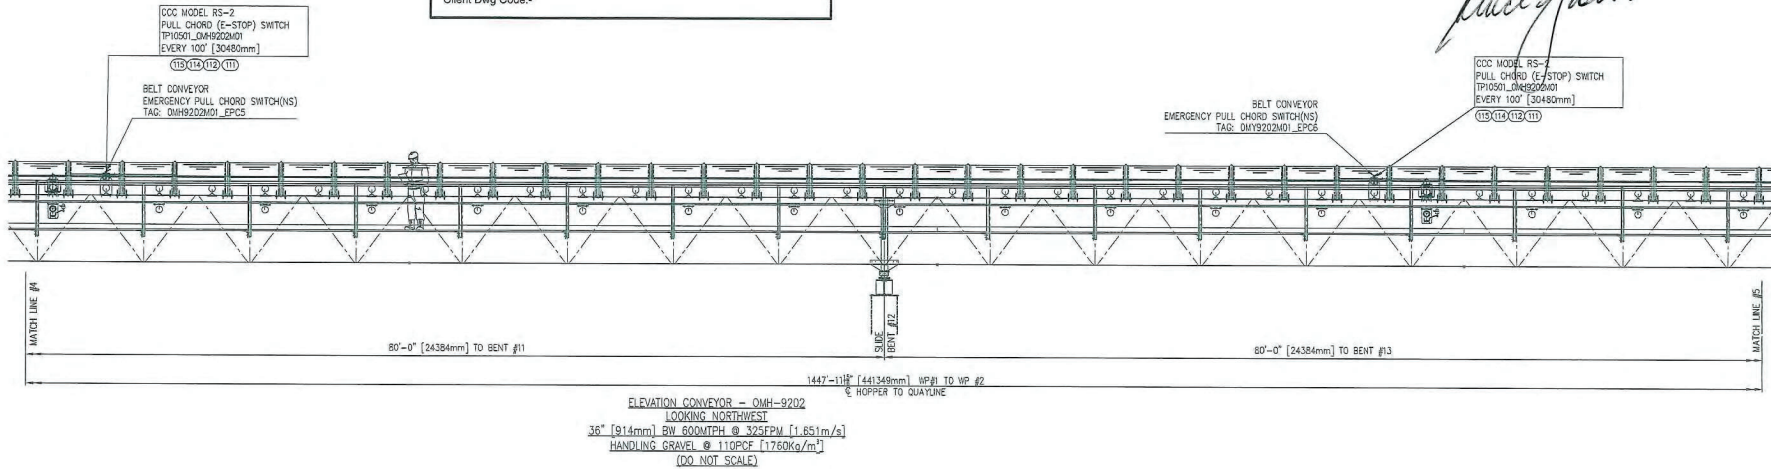 Client Dwg Code:-
CCC MODEL RS-2
PULL CHORD (E-STOP) SWITCH
TP10501_0MH9202M01
EVERY 100' [30480mm]
115 114 112 111
BELT CONVEYOR
EMERGENCY PULL CHORD SWITCH(NS)
TAG: 0MH9202M01_EPC5
CCC MODEL RS-2
PULL CHORD (E-STOP) SWITCH
TP10501_0MH9202M01
EVERY 100' [30480mm]
115 114 112 111
BELT CONVEYOR
EMERGENCY PULL CHORD SWITCH(NS)
TAG: 0MY9202M01_EPC6
MATCH LINE #4
SLIDE
BENT #12
MATCH LINE #5
80'-0" [24384mm] TO BENT #11
80'-0" [24384mm] TO BENT #13
1447'-11 15/16" [441349mm] WP#1 TO WP #2
℄ HOPPER TO QUAYLINE
ELEVATION CONVEYOR - OMH-9202
LOOKING NORTHWEST
36" [914mm] BW 600MTPH @ 325FPM [1.651m/s]
HANDLING GRAVEL @ 110PCF [1760Kg/m³]
(DO NOT SCALE)